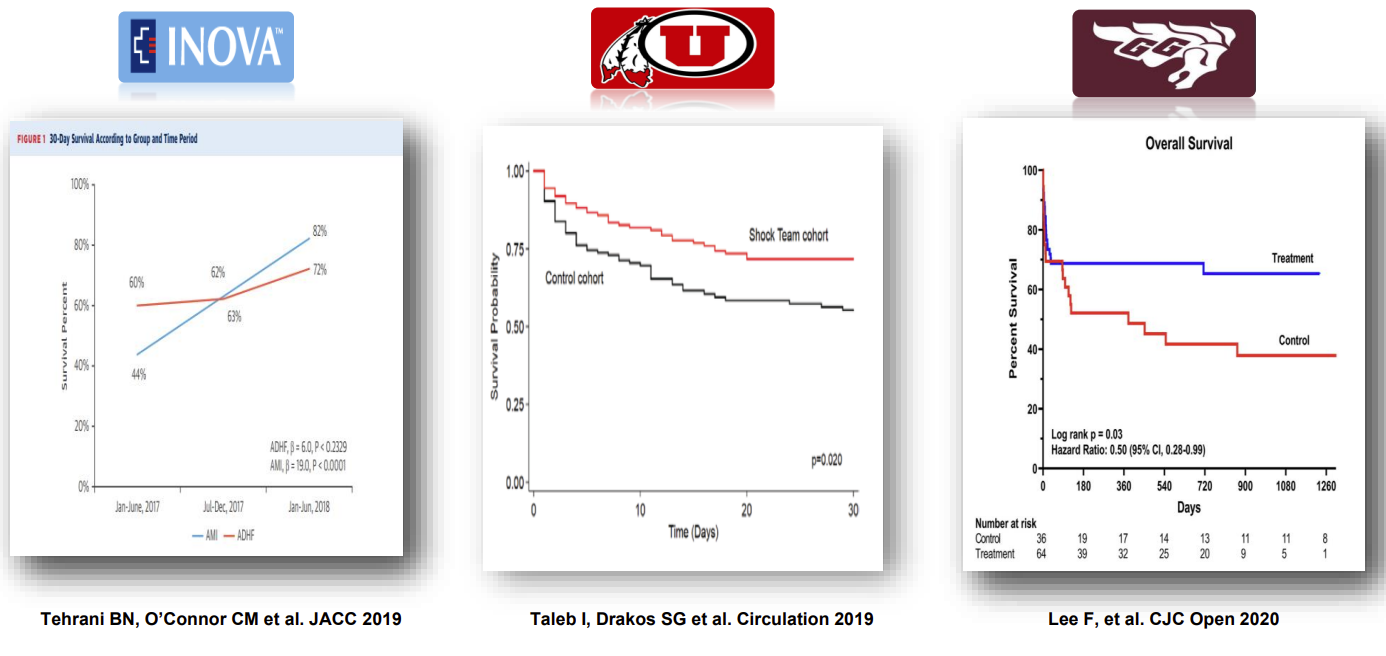 INOVA™
U
GG
FIGURE 1 30-Day Survival According to Group and Time Period
Survival Percent
100%
80%
60%
40%
20%
0%
82%
72%
62%
60%
63%
44%
ADHF, β = 6.0, P < 0.2329
AMI, β = 19.0, P < 0.0001
Jan-June, 2017 Jul-Dec, 2017 Jan-Jun, 2018
AMI ADHF
Survival Probability
1.00
0.75
0.50
0.25
0.00
Shock Team cohort
Control cohort
p=0.020
0 10 20 30
Time (Days)
Overall Survival
Percent Survival
100
80
60
40
20
0
Treatment
Control
Log rank p = 0.03
Hazard Ratio: 0.50 (95% CI, 0.28-0.99)
0 180 360 540 720 900 1080 1260
Days
Number at risk
Control 36 19 17 14 13 11 11 8
Treatment 64 39 32 25 20 9 5 1
Tehrani BN, O’Connor CM et al. JACC 2019
Taleb I, Drakos SG et al. Circulation 2019
Lee F, et al. CJC Open 2020